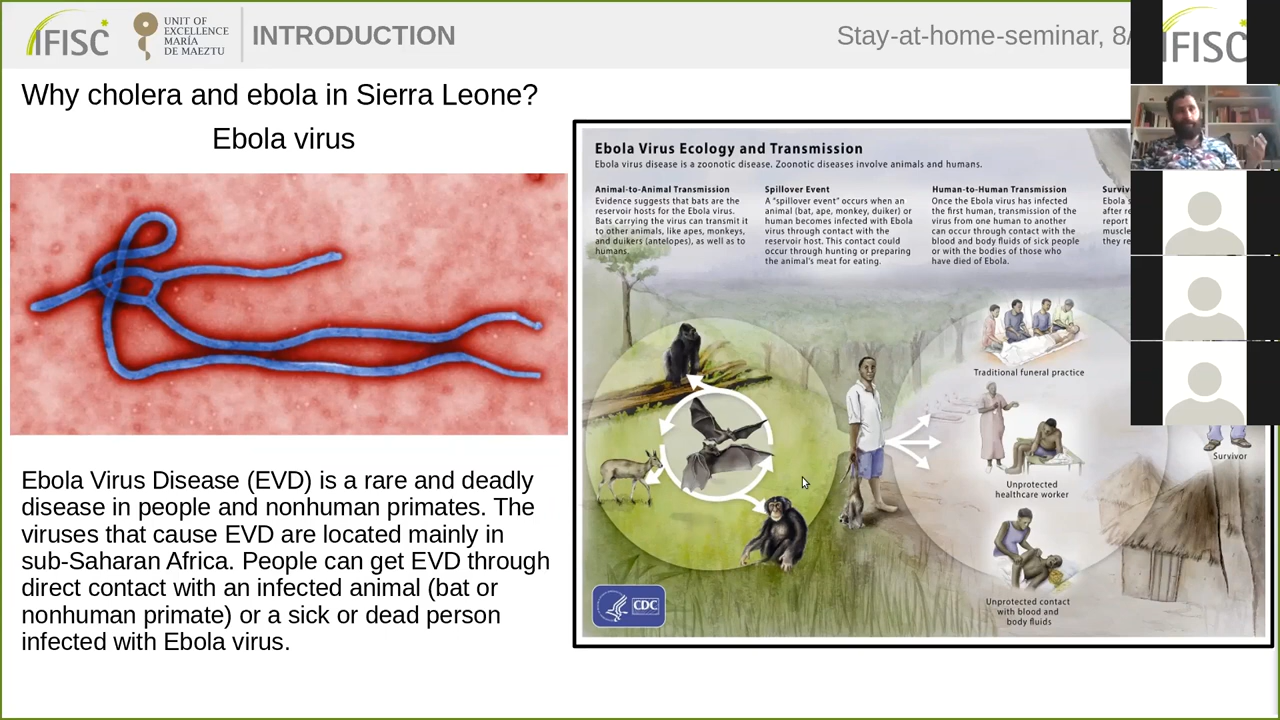 IFISC
UNIT OF
EXCELLENCE
MARÍA
DE MAEZTU
INTRODUCTION
Stay-at-home-seminar, 8/
IFISC
Why cholera and ebola in Sierra Leone?
Ebola virus
Ebola Virus Disease (EVD) is a rare and deadly
disease in people and nonhuman primates. The
viruses that cause EVD are located mainly in
sub-Saharan Africa. People can get EVD through
direct contact with an infected animal (bat or
nonhuman primate) or a sick or dead person
infected with Ebola virus.
Ebola Virus Ecology and Transmission
Ebola virus disease is a zoonotic disease. Zoonotic diseases involve animals and humans.
Animal-to-Animal Transmission
Evidence suggests that bats are the
reservoir hosts for the Ebola virus.
Bats carrying the virus can transmit it
to other animals, like apes, monkeys,
and duikers (antelopes), as well as to
humans.
Spillover Event
A "spillover event" occurs when an
animal (bat, ape, monkey, duiker) or
human becomes infected with Ebola
virus through contact with the
reservoir host. This contact could
occur through hunting or preparing
the animal's meat for eating.
Human-to-Human Transmission
Once the Ebola virus has infected
the first human, transmission of the
virus from one human to another
can occur through contact with the
blood and body fluids of sick people
or with the bodies of those who
have died of Ebola.
Ebola
after
report
muscle
they
Traditional funeral practice
Unprotected
healthcare worker
Unprotected contact
with blood and
body fluids
Survivor
CDC